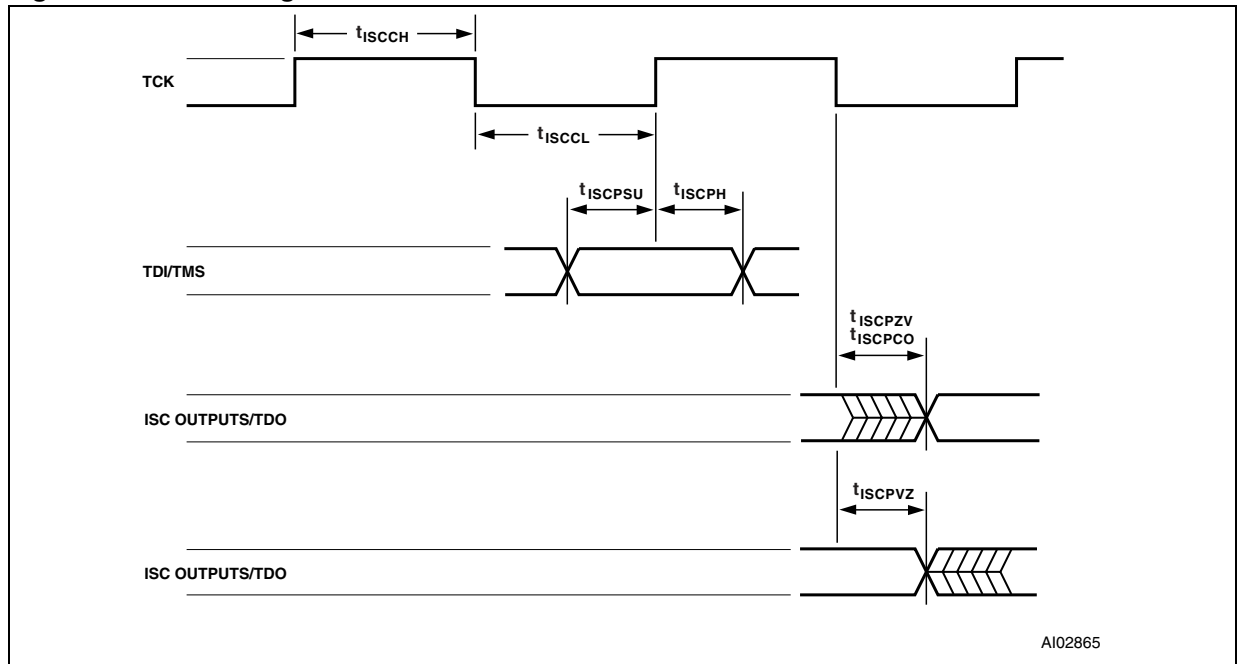 tISCCH
TCK
tISCCL
tISCPSU
tISCPH
TDI/TMS
tISCPZV
tISCPCO
ISC OUTPUTS/TDO
tISCPVZ
ISC OUTPUTS/TDO
AI02865